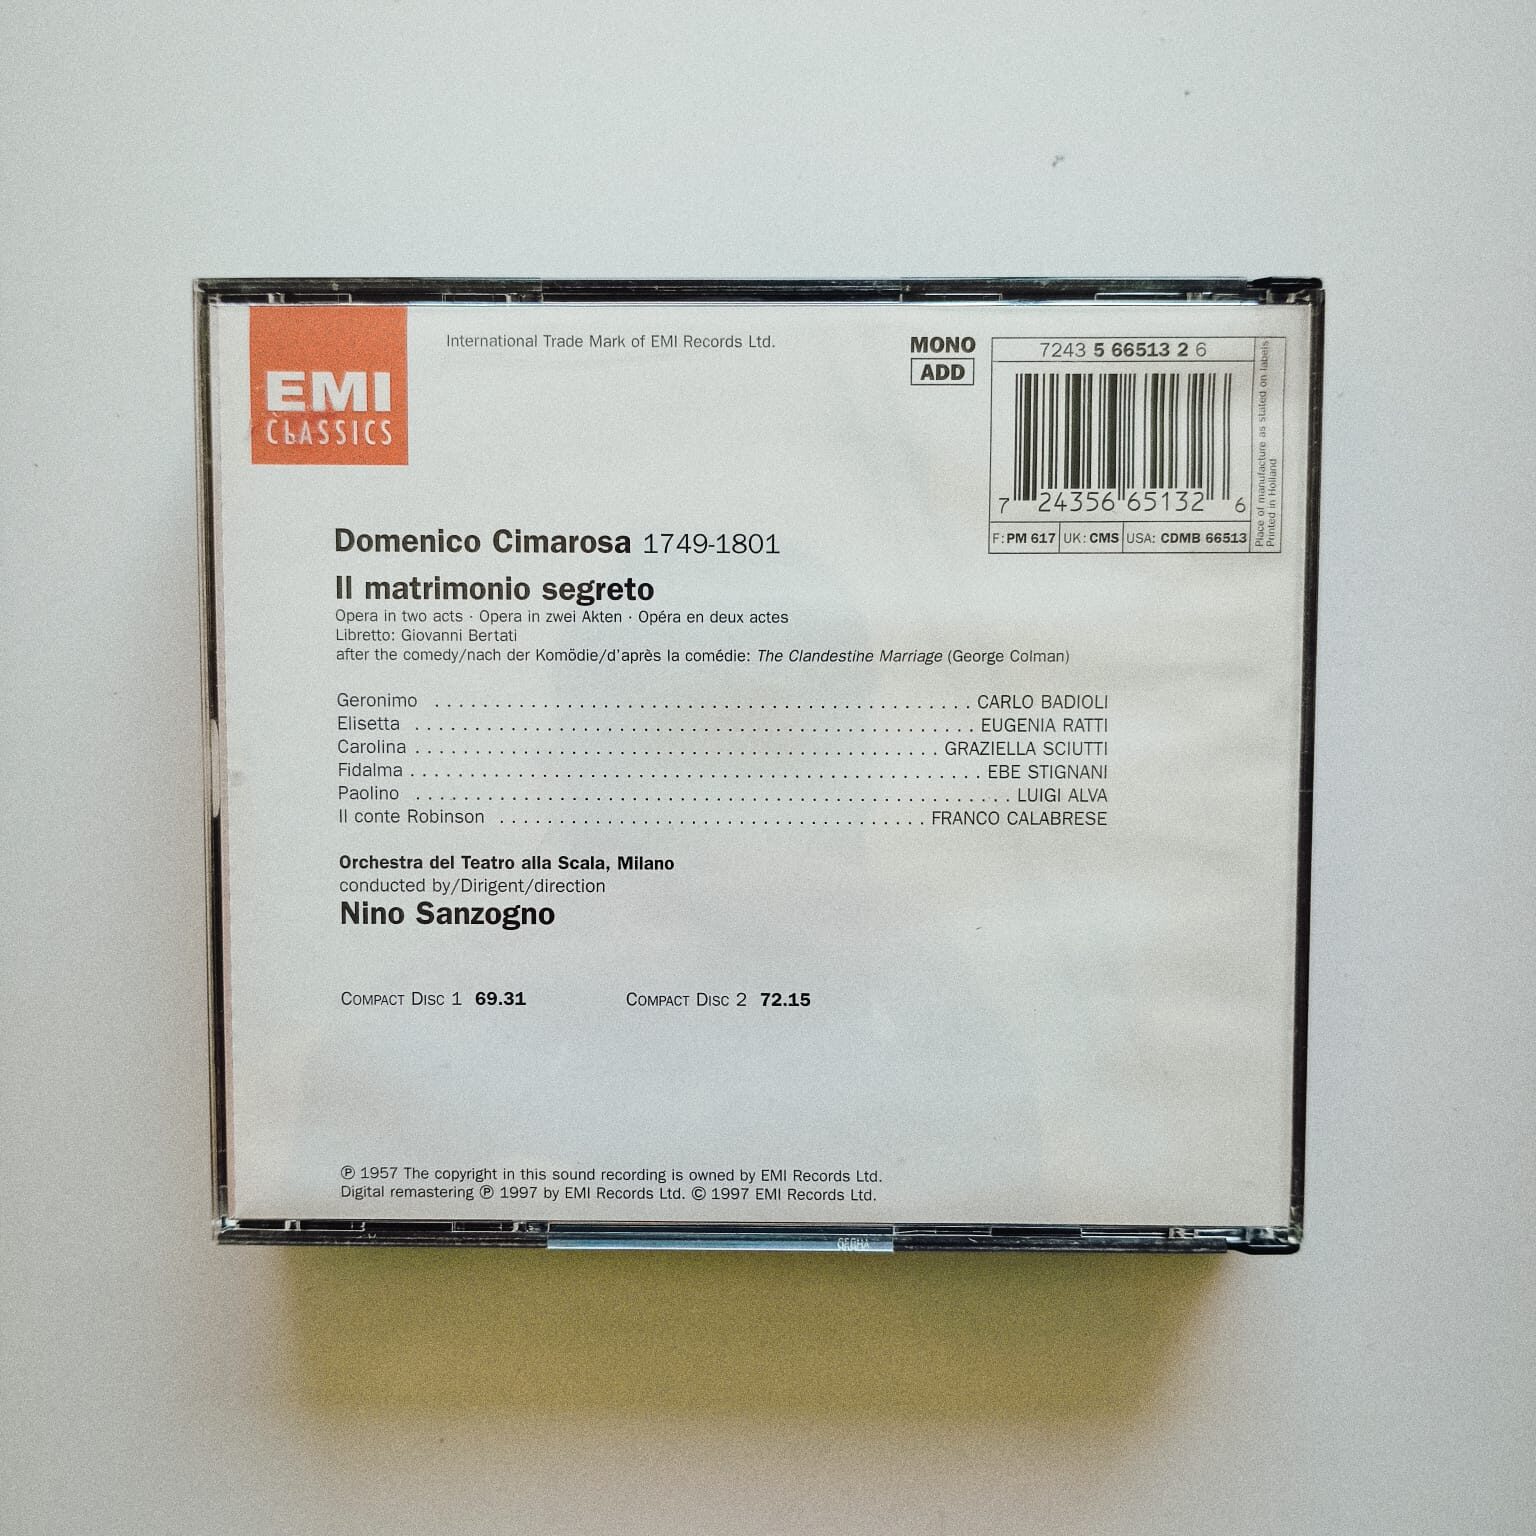 EMI
CLASSICS
International Trade Mark of EMI Records Ltd.
MONO
ADD
7243 5 66513 2 6
7 24356 65132 6
F: PM 617 UK: CMS USA: CDMB 66513
Place of manufacture as stated on labels
Printed in Holland
Domenico Cimarosa 1749-1801
Il matrimonio segreto
Opera in two acts · Opera in zwei Akten · Opéra en deux actes
Libretto: Giovanni Bertati
after the comedy/nach der Komödie/d'après la comédie: The Clandestine Marriage (George Colman)
Geronimo . . . . . . . . . . CARLO BADIOLI
Elisetta . . . . . . . . . . EUGENIA RATTI
Carolina . . . . . . . . . . GRAZIELLA SCIUTTI
Fidalma . . . . . . . . . . EBE STIGNANI
Paolino . . . . . . . . . . LUIGI ALVA
Il conte Robinson . . . . . . . . . . FRANCO CALABRESE
Orchestra del Teatro alla Scala, Milano
conducted by/Dirigent/direction
Nino Sanzogno
COMPACT DISC 1 69.31 COMPACT DISC 2 72.15
℗ 1957 The copyright in this sound recording is owned by EMI Records Ltd.
Digital remastering ℗ 1997 by EMI Records Ltd. © 1997 EMI Records Ltd.